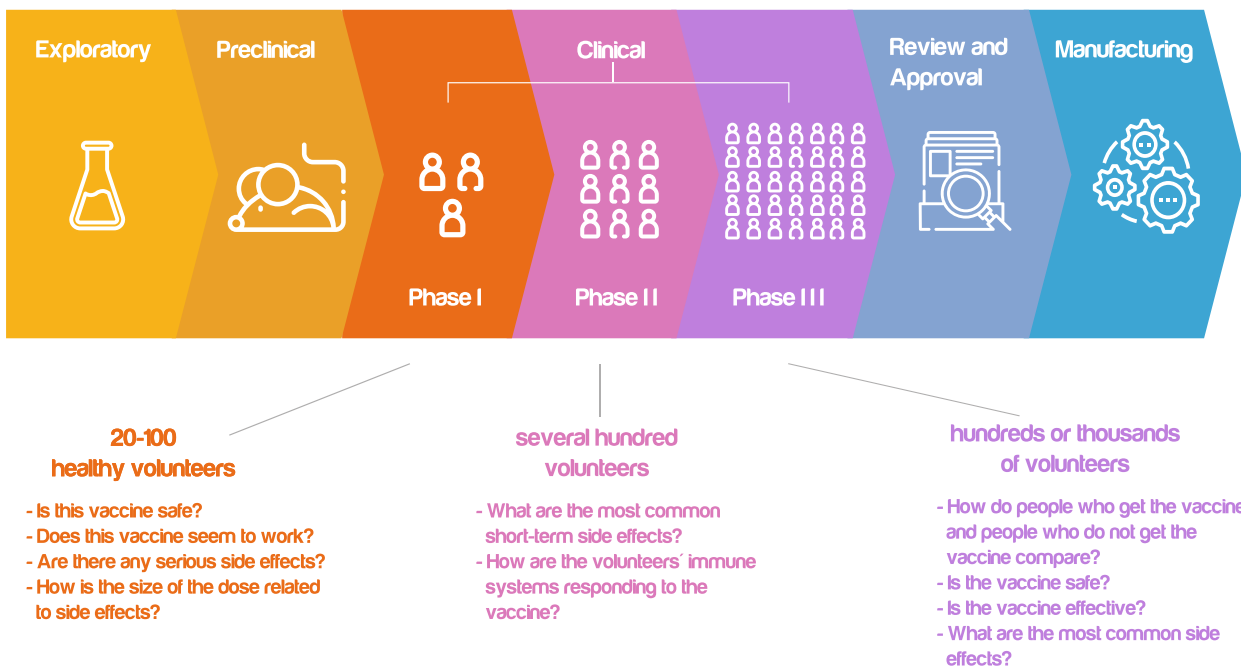 Exploratory
Preclinical
Clinical
Review and
Approval
Manufacturing
Phase I
Phase II
Phase III
20-100
healthy volunteers
- Is this vaccine safe?
- Does this vaccine seem to work?
- Are there any serious side effects?
- How is the size of the dose related
to side effects?
several hundred
volunteers
- What are the most common
short-term side effects?
- How are the volunteers´ immune
systems responding to the
vaccine?
hundreds or thousands
of volunteers
- How do people who get the vaccine
and people who do not get the
vaccine compare?
- Is the vaccine safe?
- Is the vaccine effective?
- What are the most common side
effects?